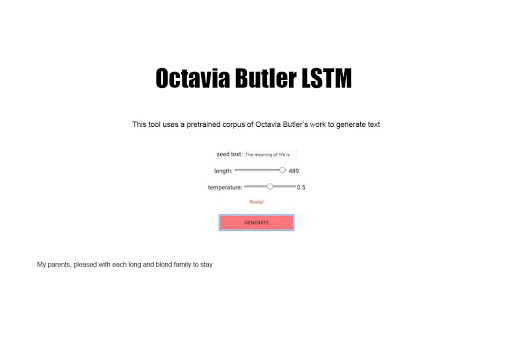 Octavia Butler LSTM
This tool uses a pretrained corpus of Octavia Butler's work to generate text
seed text: The meaning of life is
length: 489
temperature: 0.5
Ready!
GENERATE
My parents, pleased with each long and blond family to stay